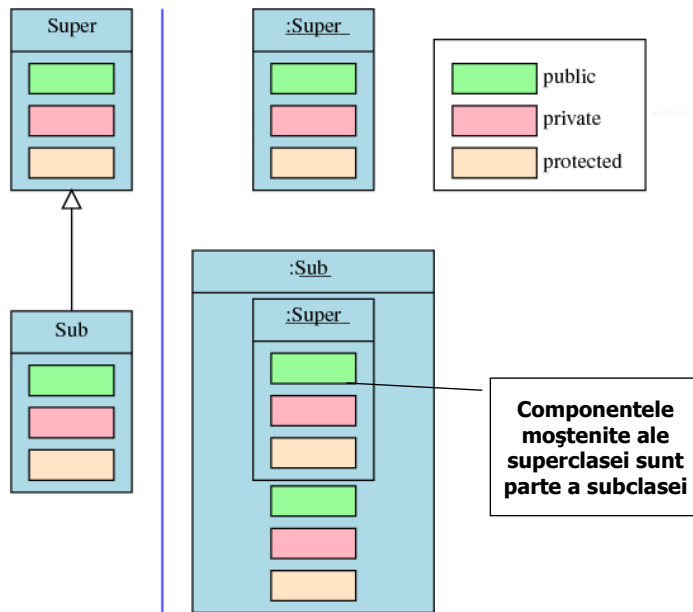 Super
:Super
public
private
protected
:Sub
:Super
Sub
Componentele
moştenite ale
superclasei sunt
parte a subclasei